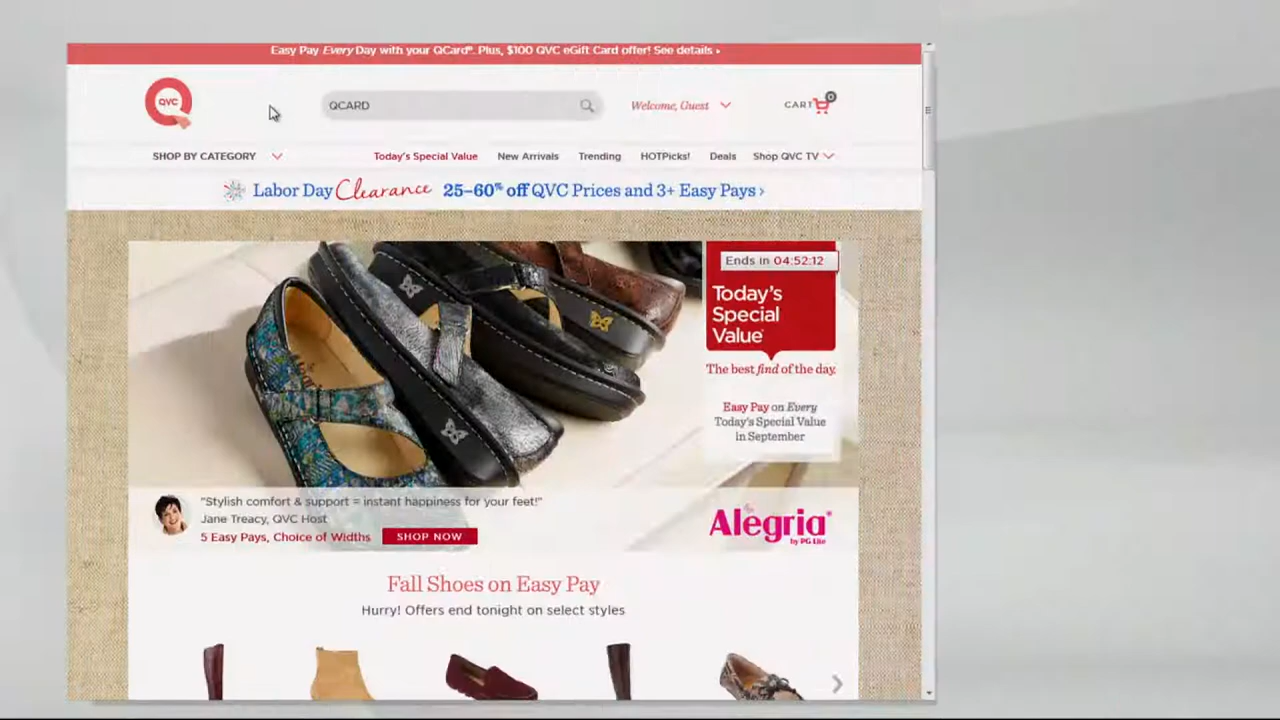 Easy Pay Every Day with your QCard®. Plus, $100 QVC eGift Card offer! See details ›
QVC
QCARD
Welcome, Guest
CART
0
SHOP BY CATEGORY
Today's Special Value
New Arrivals
Trending
HOTPicks!
Deals
Shop QVC TV
Labor Day Clearance 25–60% off QVC Prices and 3+ Easy Pays ›
Ends in 04:52:12
Today's
Special
Value
The best find of the day.
Easy Pay on Every
Today's Special Value
in September
"Stylish comfort & support = instant happiness for your feet!"
Jane Treacy, QVC Host
5 Easy Pays, Choice of Widths
SHOP NOW
Alegria®
by PG Lite
Fall Shoes on Easy Pay
Hurry! Offers end tonight on select styles